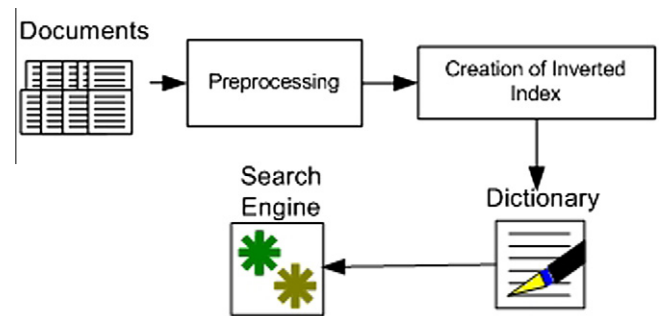 Documents
Preprocessing
Creation of Inverted
Index
Dictionary
Search
Engine